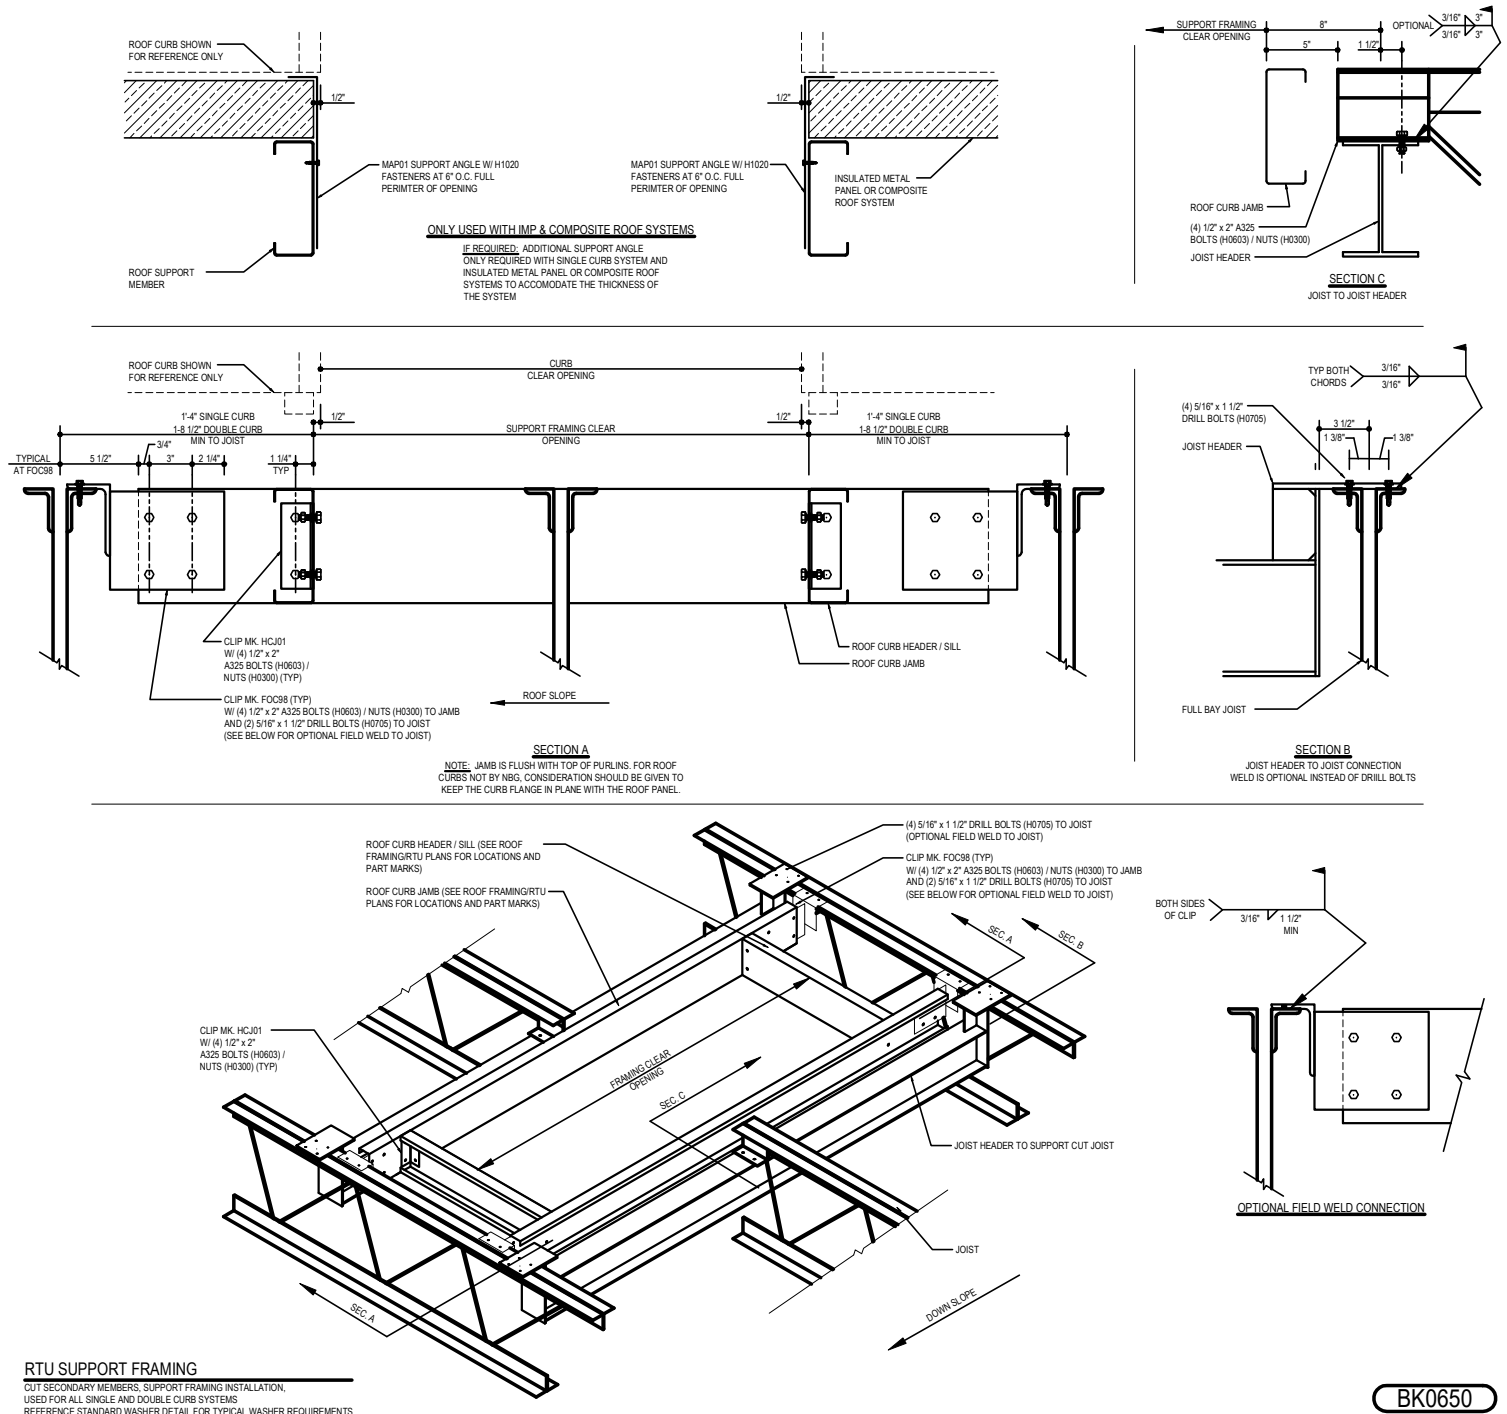 ROOF CURB SHOWN
FOR REFERENCE ONLY
1/2"
1/2"
MAP01 SUPPORT ANGLE W/ H1020
FASTENERS AT 6" O.C. FULL
PERIMTER OF OPENING
MAP01 SUPPORT ANGLE W/ H1020
FASTENERS AT 6" O.C. FULL
PERIMTER OF OPENING
INSULATED METAL
PANEL OR COMPOSITE
ROOF SYSTEM
ROOF SUPPORT
MEMBER
ONLY USED WITH IMP & COMPOSITE ROOF SYSTEMS
IF REQUIRED: ADDITIONAL SUPPORT ANGLE
ONLY REQUIRED WITH SINGLE CURB SYSTEM AND
INSULATED METAL PANEL OR COMPOSITE ROOF
SYSTEMS TO ACCOMODATE THE THICKNESS OF
THE SYSTEM
SUPPORT FRAMING
CLEAR OPENING
8"
5"
1 1/2"
OPTIONAL
3/16"
3"
3/16"
3"
ROOF CURB JAMB
(4) 1/2" x 2" A325
BOLTS (H0603) / NUTS (H0300)
JOIST HEADER
SECTION C
JOIST TO JOIST HEADER
ROOF CURB SHOWN
FOR REFERENCE ONLY
CURB
CLEAR OPENING
1'-4" SINGLE CURB
1-8 1/2" DOUBLE CURB
MIN TO JOIST
1/2"
SUPPORT FRAMING CLEAR
OPENING
1/2"
1'-4" SINGLE CURB
1-8 1/2" DOUBLE CURB
MIN TO JOIST
TYPICAL
AT FOC98
5 1/2"
3/4"
3"
2 1/4"
1 1/4"
TYP
CLIP MK. HCJ01
W/ (4) 1/2" x 2"
A325 BOLTS (H0603) /
NUTS (H0300) (TYP)
CLIP MK. FOC98 (TYP)
W/ (4) 1/2" x 2" A325 BOLTS (H0603) / NUTS (H0300) TO JAMB
AND (2) 5/16" x 1 1/2" DRILL BOLTS (H0705) TO JOIST
(SEE BELOW FOR OPTIONAL FIELD WELD TO JOIST)
ROOF SLOPE
ROOF CURB HEADER / SILL
ROOF CURB JAMB
SECTION A
NOTE: JAMB IS FLUSH WITH TOP OF PURLINS. FOR ROOF
CURBS NOT BY NBG, CONSIDERATION SHOULD BE GIVEN TO
KEEP THE CURB FLANGE IN PLANE WITH THE ROOF PANEL.
TYP BOTH
CHORDS
3/16"
3/16"
(4) 5/16" x 1 1/2"
DRILL BOLTS (H0705)
3 1/2"
1 3/8"
1 3/8"
JOIST HEADER
FULL BAY JOIST
SECTION B
JOIST HEADER TO JOIST CONNECTION
WELD IS OPTIONAL INSTEAD OF DRILL BOLTS
ROOF CURB HEADER / SILL (SEE ROOF
FRAMING/RTU PLANS FOR LOCATIONS AND
PART MARKS)
ROOF CURB JAMB (SEE ROOF FRAMING/RTU
PLANS FOR LOCATIONS AND PART MARKS)
(4) 5/16" x 1 1/2" DRILL BOLTS (H0705) TO JOIST
(OPTIONAL FIELD WELD TO JOIST)
CLIP MK. FOC98 (TYP)
W/ (4) 1/2" x 2" A325 BOLTS (H0603) / NUTS (H0300) TO JAMB
AND (2) 5/16" x 1 1/2" DRILL BOLTS (H0705) TO JOIST
(SEE BELOW FOR OPTIONAL FIELD WELD TO JOIST)
SEC. A
SEC. B
CLIP MK. HCJ01
W/ (4) 1/2" x 2"
A325 BOLTS (H0603) /
NUTS (H0300) (TYP)
FRAMING CLEAR
OPENING
SEC. C
JOIST HEADER TO SUPPORT CUT JOIST
JOIST
SEC. A
DOWN SLOPE
BOTH SIDES
OF CLIP
3/16"
1 1/2"
MIN
OPTIONAL FIELD WELD CONNECTION
RTU SUPPORT FRAMING
CUT SECONDARY MEMBERS, SUPPORT FRAMING INSTALLATION,
USED FOR ALL SINGLE AND DOUBLE CURB SYSTEMS
REFERENCE STANDARD WASHER DETAIL FOR TYPICAL WASHER REQUIREMENTS
BK0650